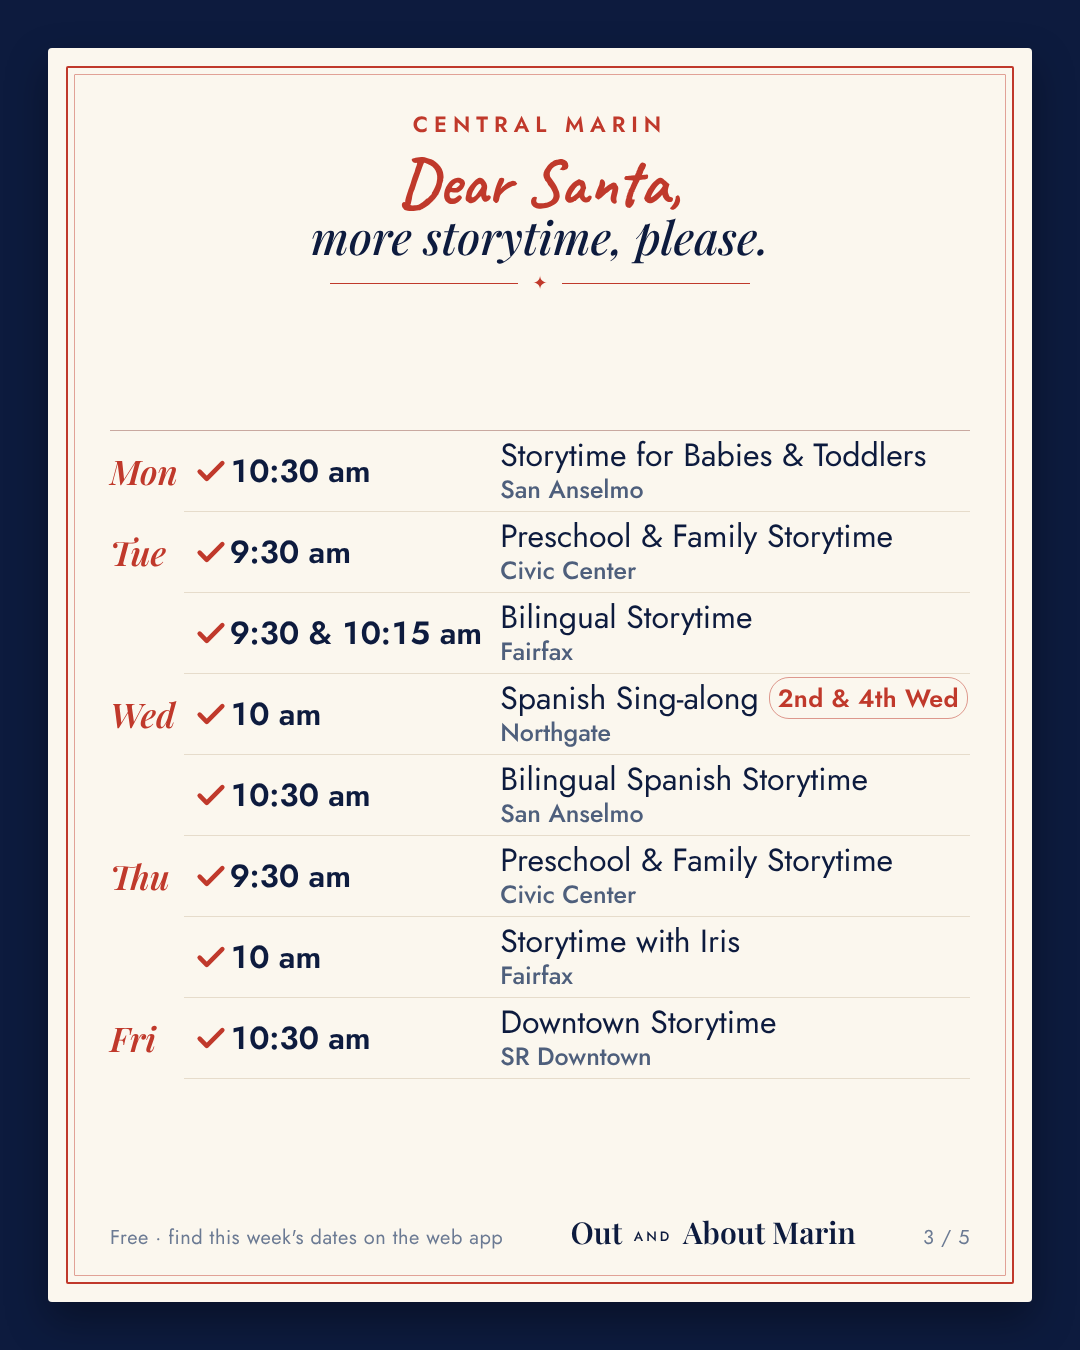 CENTRAL MARIN
Dear Santa,
more storytime, please.
Mon 10:30 am Storytime for Babies & Toddlers
San Anselmo
Tue 9:30 am Preschool & Family Storytime
Civic Center
9:30 & 10:15 am Bilingual Storytime
Fairfax
Wed 10 am Spanish Sing-along 2nd & 4th Wed
Northgate
10:30 am Bilingual Spanish Storytime
San Anselmo
Thu 9:30 am Preschool & Family Storytime
Civic Center
10 am Storytime with Iris
Fairfax
Fri 10:30 am Downtown Storytime
SR Downtown
Free · find this week's dates on the web app Out AND About Marin 3 / 5